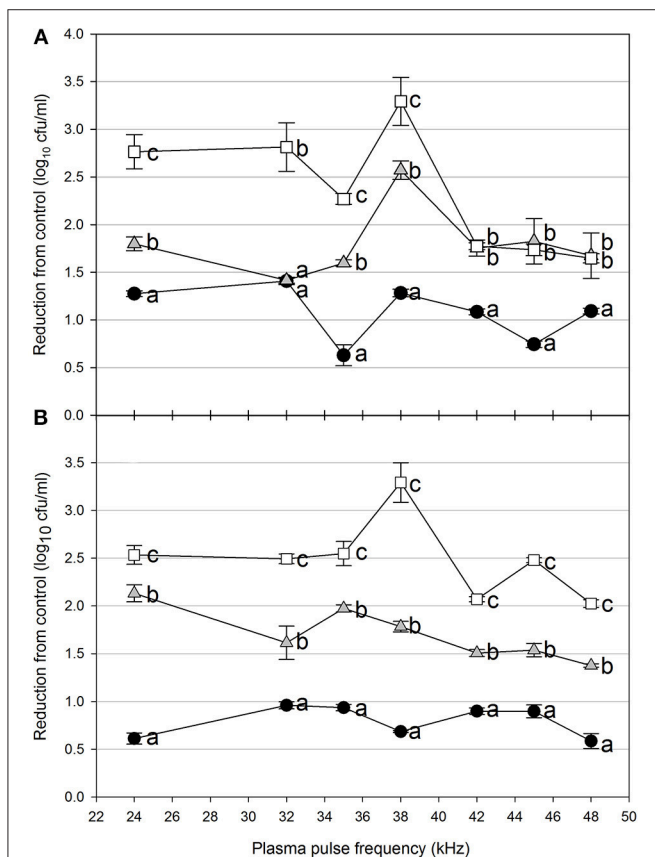 A
Reduction from control (log10 cfu/ml)
4.0
3.5
3.0
2.5
2.0
1.5
1.0
0.5
0.0
c b c c b b b
b a b b b b b
a a a a a a a
B
Reduction from control (log10 cfu/ml)
3.5
3.0
2.5
2.0
1.5
1.0
0.5
0.0
c c c c c c c
b b b b b b b
a a a a a a a
22 24 26 28 30 32 34 36 38 40 42 44 46 48 50
Plasma pulse frequency (kHz)